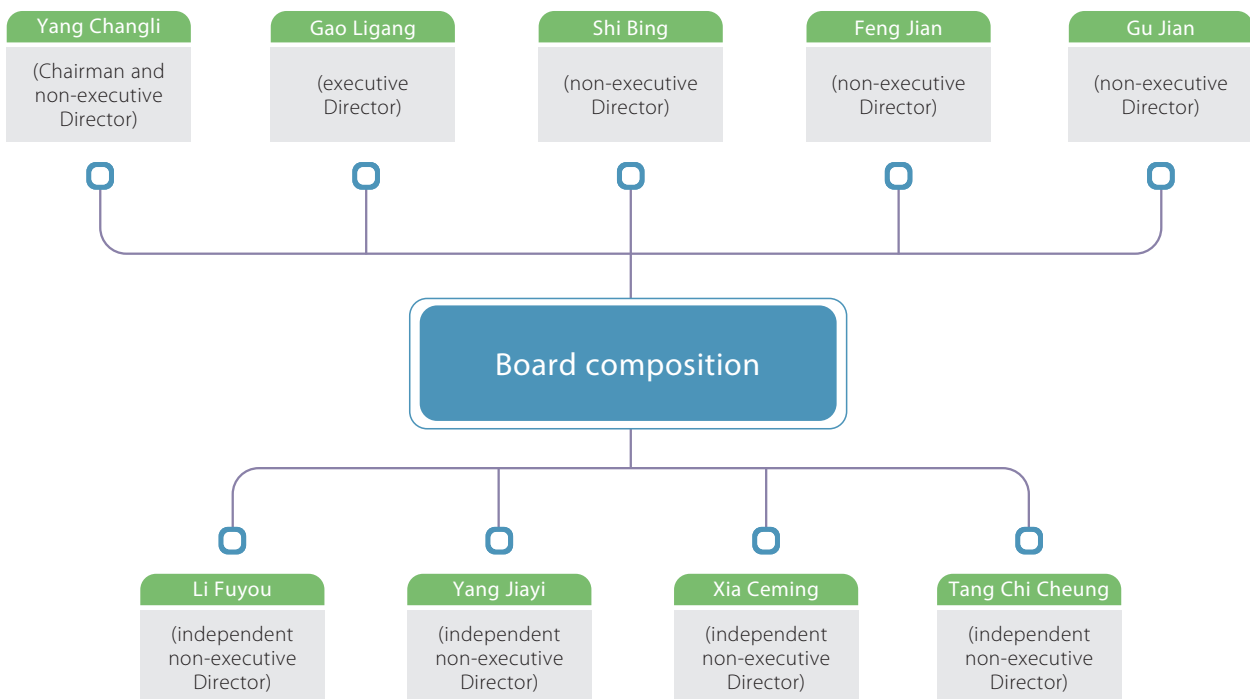 Yang Changli
(Chairman and
non-executive
Director)
Gao Ligang
(executive
Director)
Shi Bing
(non-executive
Director)
Feng Jian
(non-executive
Director)
Gu Jian
(non-executive
Director)
Board composition
Li Fuyou
(independent
non-executive
Director)
Yang Jiayi
(independent
non-executive
Director)
Xia Ceming
(independent
non-executive
Director)
Tang Chi Cheung
(independent
non-executive
Director)